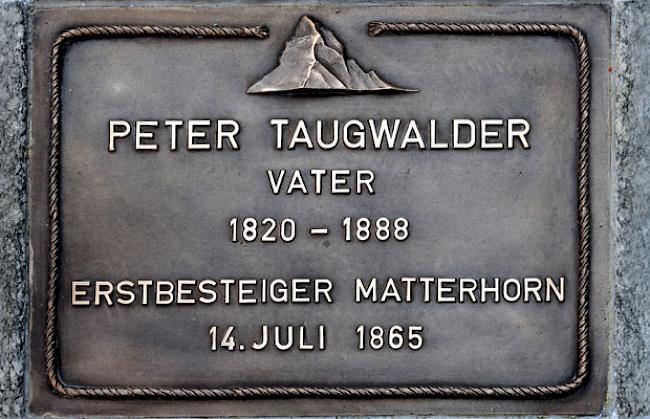 PETER TAUGWALDER
VATER
1820 – 1888
ERSTBESTEIGER MATTERHORN
14. JULI 1865